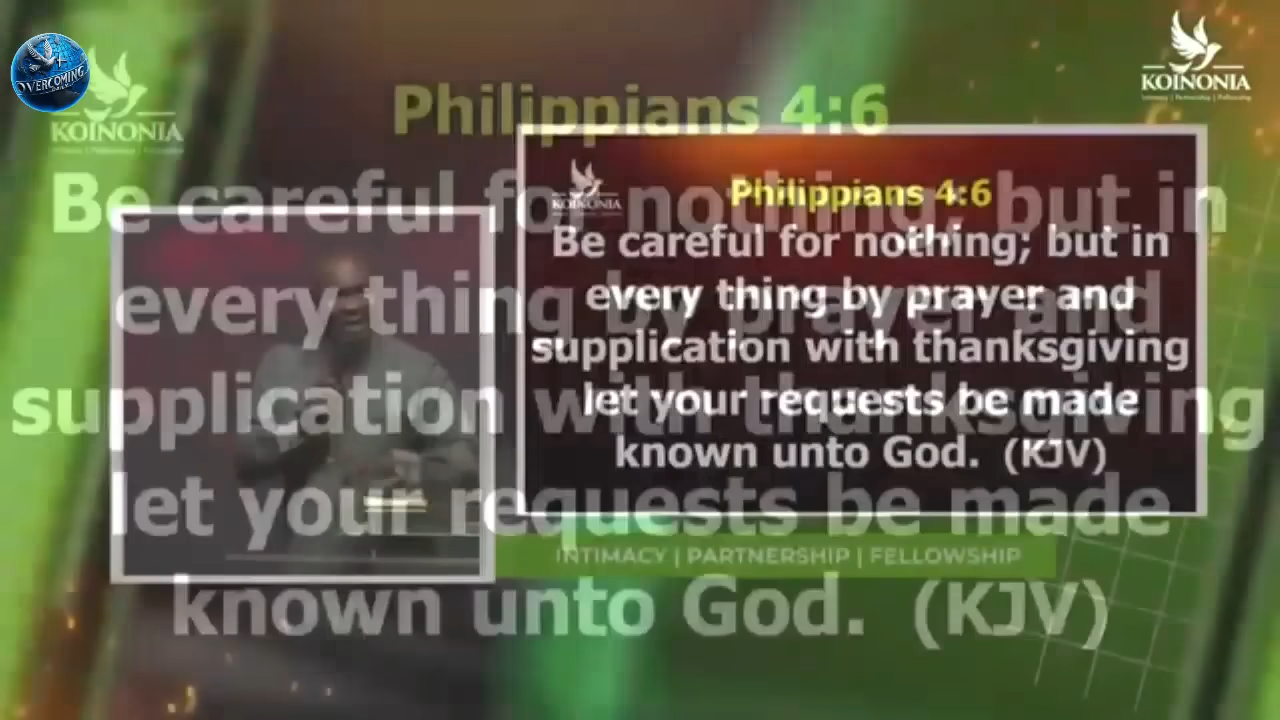 OVERCOMING
KOINONIA
KOINONIA
Intimacy | Partnership | Fellowship
Philippians 4:6
Be careful for nothing; but in
every thing by prayer and
supplication with thanksgiving
let your requests be made
known unto God. (KJV)
KOINONIA
Philippians 4:6
Be careful for nothing; but in
every thing by prayer and
supplication with thanksgiving
let your requests be made
known unto God. (KJV)
INTIMACY | PARTNERSHIP | FELLOWSHIP